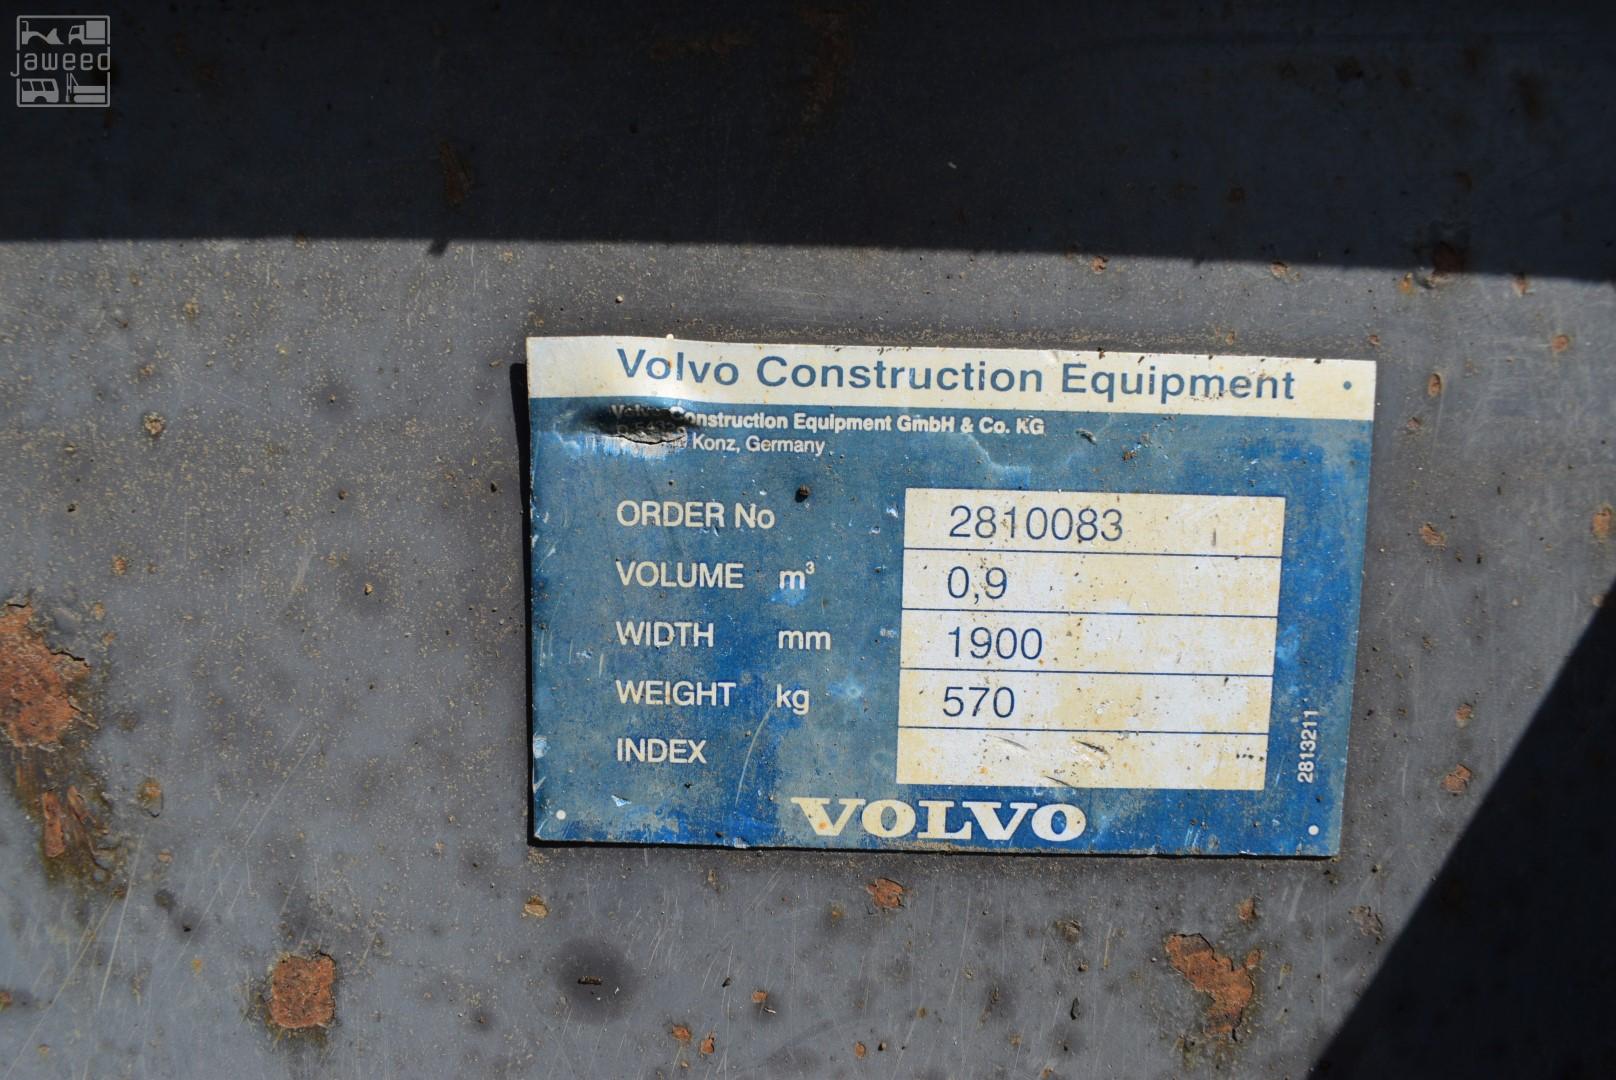 jaweed
Volvo Construction Equipment
Volvo Construction Equipment GmbH & Co. KG
Konz, Germany
ORDER No 2810083
VOLUME m³ 0,9
WIDTH mm 1900
WEIGHT kg 570
INDEX
2813211
VOLVO